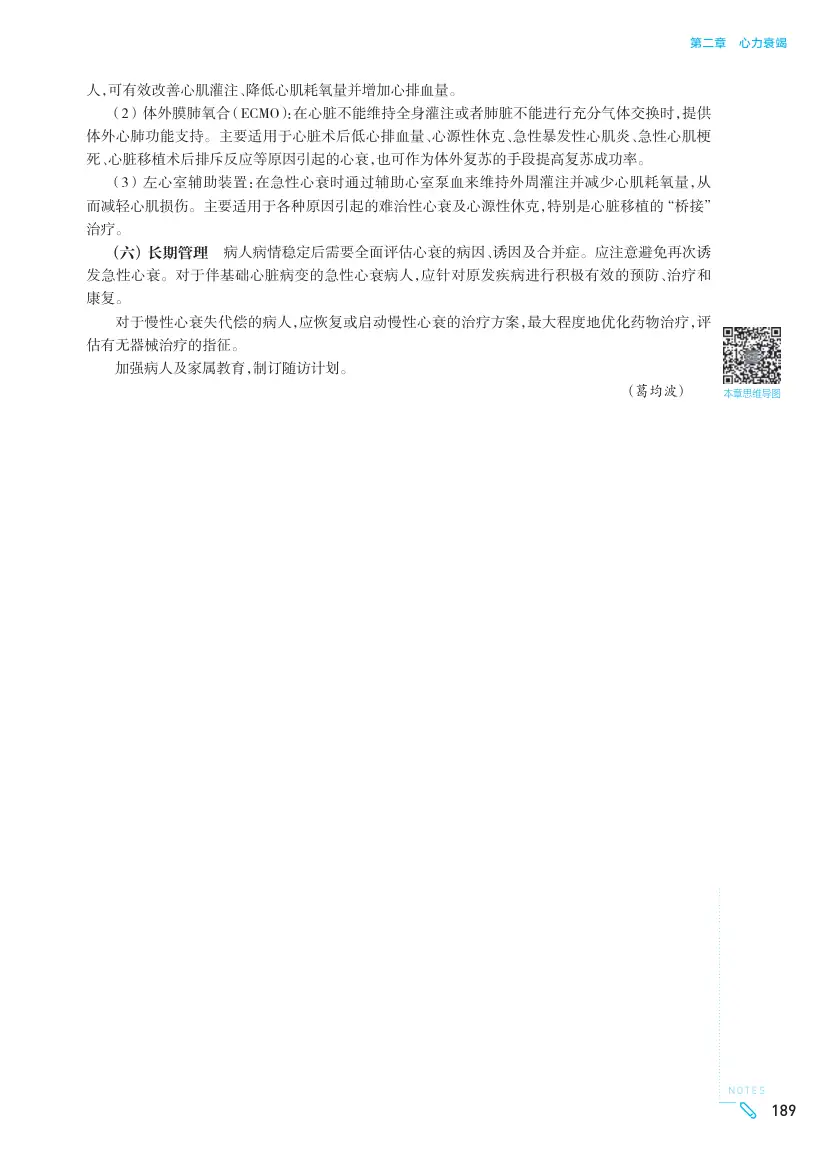 第二章 心力衰竭
人,可有效改善心肌灌注、降低心肌耗氧量并增加心排血量。
（2）体外膜肺氧合（ECMO）:在心脏不能维持全身灌注或者肺脏不能进行充分气体交换时,提供
体外心肺功能支持。主要适用于心脏术后低心排血量、心源性休克、急性暴发性心肌炎、急性心肌梗
死、心脏移植术后排斥反应等原因引起的心衰,也可作为体外复苏的手段提高复苏成功率。
（3）左心室辅助装置:在急性心衰时通过辅助心室泵血来维持外周灌注并减少心肌耗氧量,从
而减轻心肌损伤。主要适用于各种原因引起的难治性心衰及心源性休克,特别是心脏移植的“桥接”
治疗。
（六）长期管理 病人病情稳定后需要全面评估心衰的病因、诱因及合并症。应注意避免再次诱
发急性心衰。对于伴基础心脏病变的急性心衰病人,应针对原发疾病进行积极有效的预防、治疗和
康复。
对于慢性心衰失代偿的病人,应恢复或启动慢性心衰的治疗方案,最大程度地优化药物治疗,评
估有无器械治疗的指征。
加强病人及家属教育,制订随访计划。
（葛均波）
本章思维导图
NOTES
189